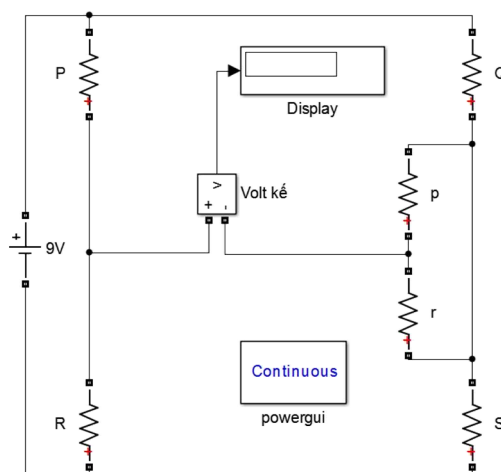 P
Display
Volt kế
v
+ -
p
+
9V
r
Continuous
powergui
R